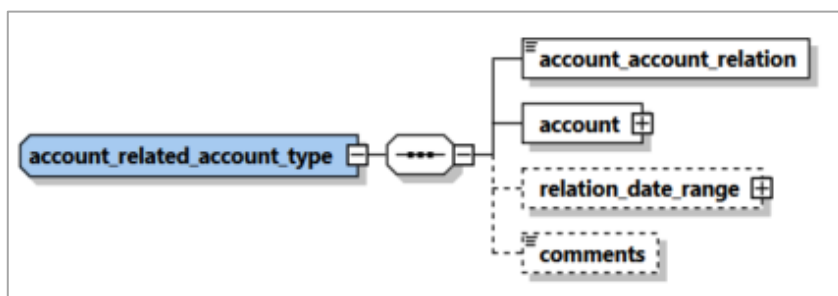 account_account_relation
account
account_related_account_type
relation_date_range
comments